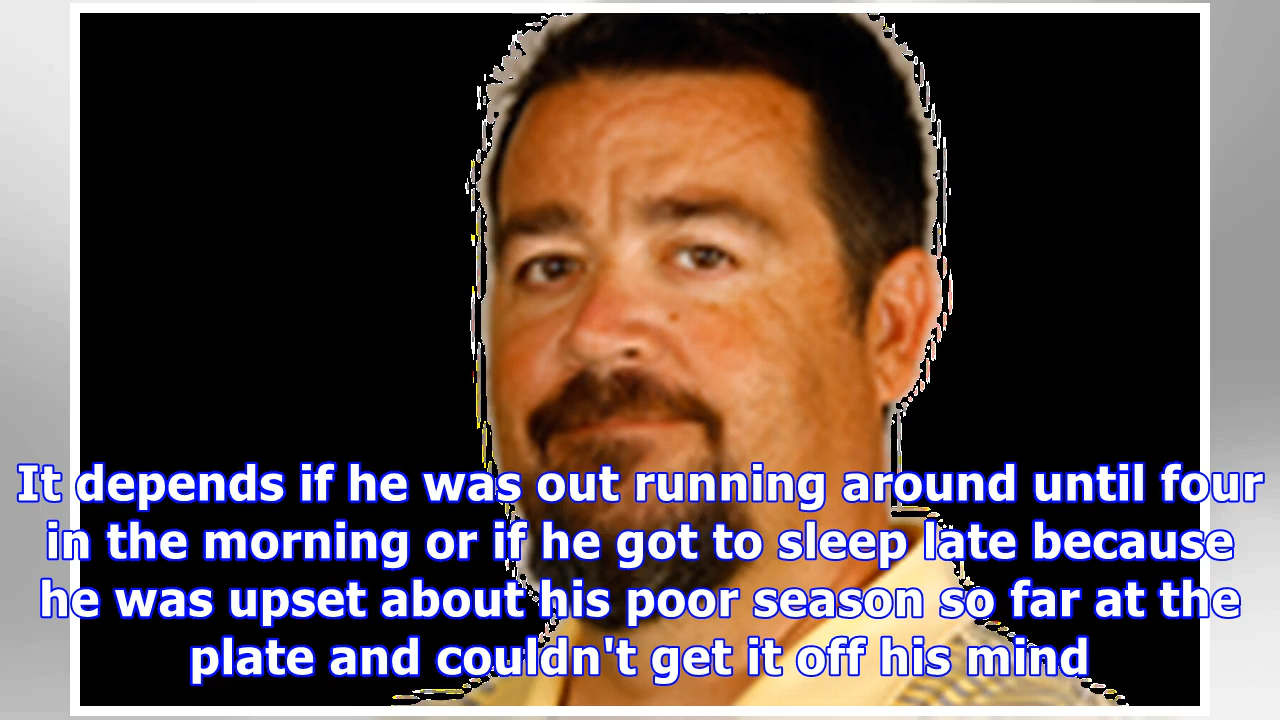 It depends if he was out running around until four
in the morning or if he got to sleep late because
he was upset about his poor season so far at the
plate and couldn't get it off his mind